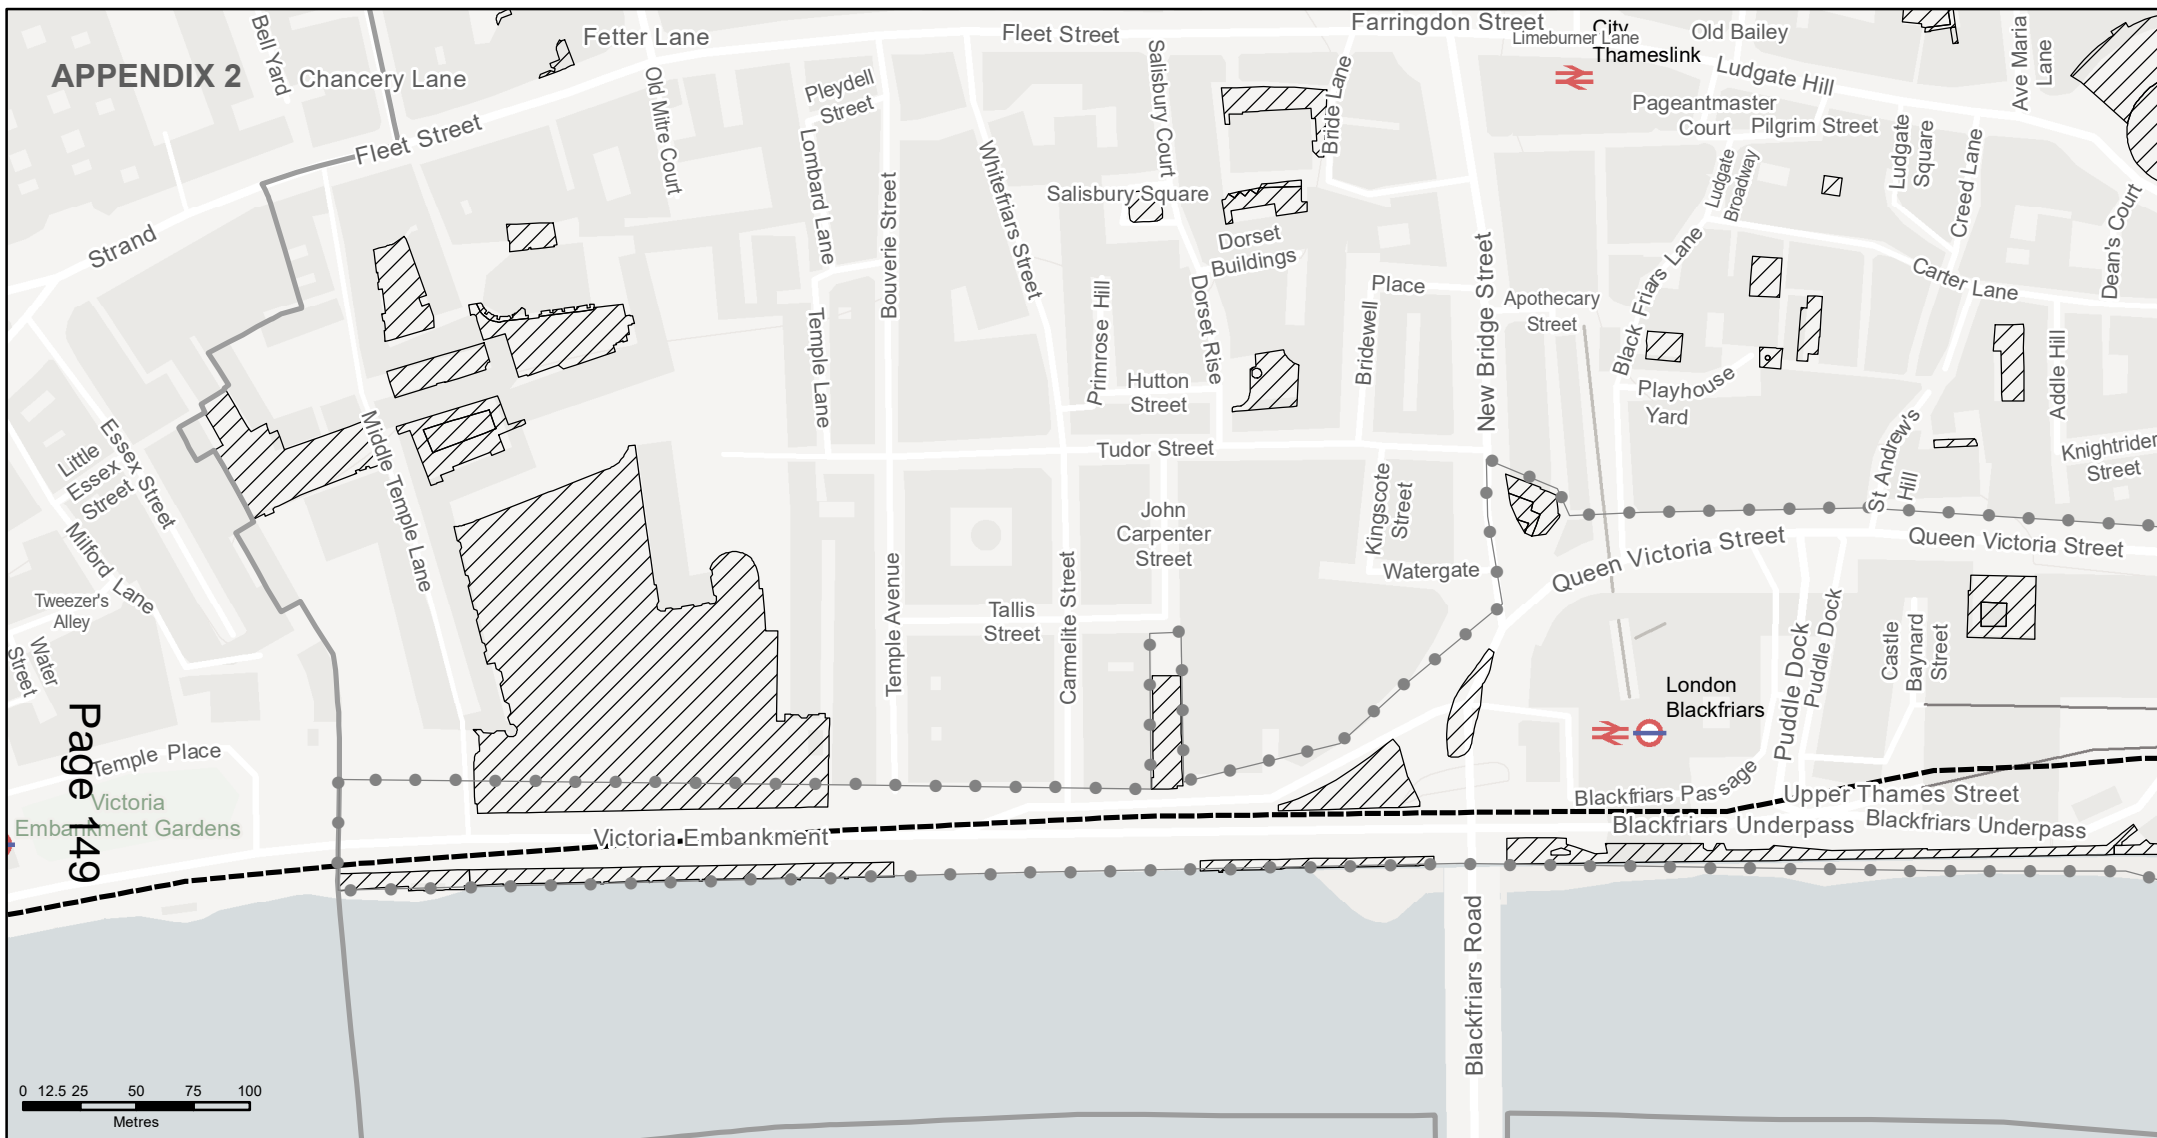 APPENDIX 2
Bell Yard
Chancery Lane
Fetter Lane
Fleet Street
Farringdon Street
City
Thameslink
Limeburner Lane
Old Bailey
Ludgate Hill
Ave Maria
Lane
Fleet Street
Old Mitre Court
Pleydell
Street
Lombard Lane
Salisbury Court
Bride Lane
Pageantmaster
Court
Pilgrim Street
Ludgate
Square
Creed Lane
Ludgate
Broadway
Strand
Bouverie Street
Whitefriars Street
Salisbury Square
Dorset
Buildings
Dean's Court
Carter Lane
Black Friars Lane
New Bridge Street
Place
Bridewell
Apothecary
Street
Primrose Hill
Dorset Rise
Temple Lane
Hutton
Street
Playhouse
Yard
Addle Hill
Knightrider
Street
St Andrew's
Hill
Tudor Street
Little
Essex
Street
Essex Street
Middle Temple Lane
Milford Lane
John
Carpenter
Street
Kingscote
Street
Watergate
Queen Victoria Street
Queen Victoria Street
Tweezer's
Alley
Water
Street
Temple Avenue
Tallis
Street
Carmelite Street
Puddle Dock
Puddle Dock
Castle
Baynard
Street
London
Blackfriars
Page 149
Temple Place
Victoria
Embankment Gardens
Victoria Embankment
Blackfriars Passage
Upper Thames Street
Blackfriars Underpass
Blackfriars Underpass
Blackfriars Road
0 12.5 25 50 75 100
Metres